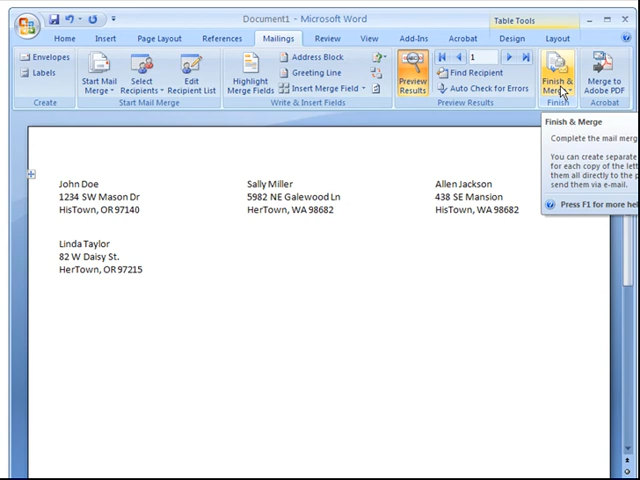 Document1 - Microsoft Word
Table Tools
Home Insert Page Layout References Mailings Review View Add-Ins Acrobat Design Layout
Envelopes
Labels
Create
Start Mail
Merge
Select
Recipients
Edit
Recipient List
Start Mail Merge
Highlight
Merge Fields
Address Block
Greeting Line
Insert Merge Field
Write & Insert Fields
Preview
Results
1
Find Recipient
Auto Check for Errors
Preview Results
Finish &
Merge
Finish
Merge to
Adobe PDF
Acrobat
Finish & Merge
Complete the mail merg
You can create separate
for each copy of the lett
them all directly to the p
send them via e-mail.
Press F1 for more hel
John Doe
1234 SW Mason Dr
HisTown, OR 97140
Sally Miller
5982 NE Galewood Ln
HerTown, WA 98682
Allen Jackson
438 SE Mansion
HisTown, WA 98682
Linda Taylor
82 W Daisy St.
HerTown, OR 97215